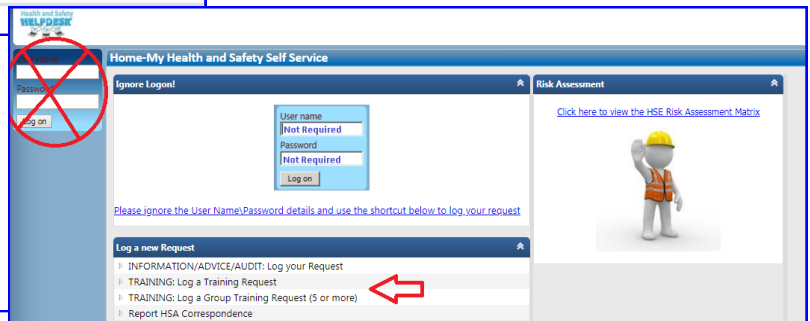 Health and Safety
HELPDESK
Home-My Health and Safety Self Service
Password
Log on
Ignore Logon!
User name
Not Required
Password
Not Required
Log on
Please ignore the User Name\Password details and use the shortcut below to log your request
Log a new Request
INFORMATION/ADVICE/AUDIT: Log your Request
TRAINING: Log a Training Request
TRAINING: Log a Group Training Request (5 or more)
Report HSA Correspondence
Risk Assessment
Click here to view the HSE Risk Assessment Matrix